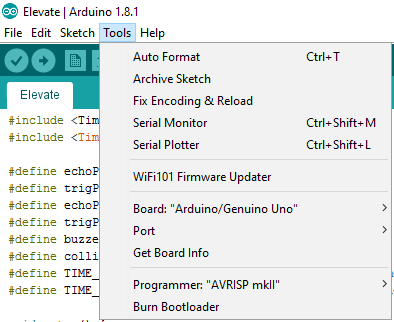 Elevate | Arduino 1.8.1
File Edit Sketch Tools Help
Elevate
Auto Format Ctrl+T
Archive Sketch
Fix Encoding & Reload
Serial Monitor Ctrl+Shift+M
Serial Plotter Ctrl+Shift+L
WiFi101 Firmware Updater
Board: "Arduino/Genuino Uno"
Port
Get Board Info
Programmer: "AVRISP mkII"
Burn Bootloader
#include <Tim
#include <Tim
#define echoP
#define trigP
#define echoP
#define trigP
#define buzze
#define colli
#define TIME_
#define TIME_